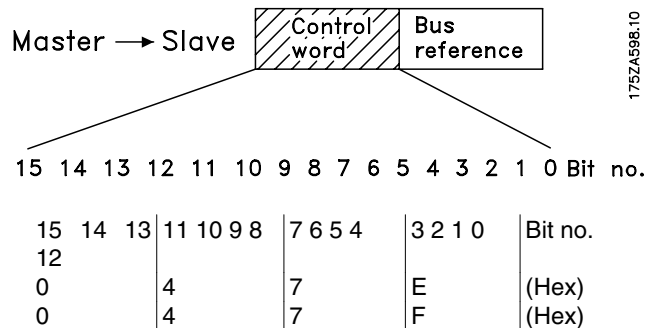 Master → Slave
Control word
Bus reference
175ZA598.10
15 14 13 12 11 10 9 8 7 6 5 4 3 2 1 0 Bit no.
15 14 13 11 10 9 8 7 6 5 4 3 2 1 0 Bit no.
12
0 4 7 E (Hex)
0 4 7 F (Hex)